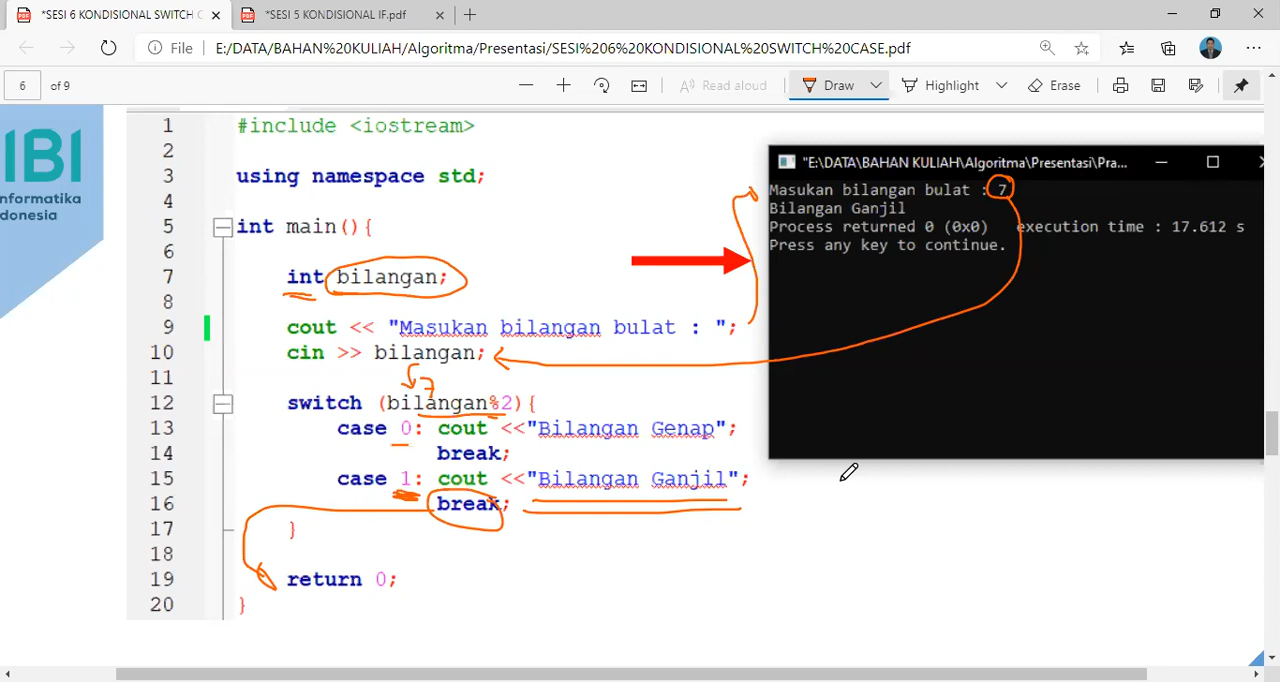 *SESI 6 KONDISIONAL SWITCH C
*SESI 5 KONDISIONAL IF.pdf
File
E:/DATA/BAHAN%20KULIAH/Algoritma/Presentasi/SESI%206%20KONDISIONAL%20SWITCH%20CASE.pdf
6 of 9
Read aloud
Draw
Highlight
Erase
IBI
nformatika
donesia
1 #include <iostream>
2
3 using namespace std;
4
5 int main(){
6
7 int bilangan;
8
9 cout << "Masukan bilangan bulat : ";
10 cin >> bilangan;
11
7
12 switch (bilangan%2){
13 case 0: cout <<"Bilangan Genap";
14 break;
15 case 1: cout <<"Bilangan Ganjil";
16 break;
17 }
18
19 return 0;
20 }
"E:\DATA\BAHAN KULIAH\Algoritma\Presentasi\Pra...
Masukan bilangan bulat : 7
Bilangan Ganjil
Process returned 0 (0x0) execution time : 17.612 s
Press any key to continue.